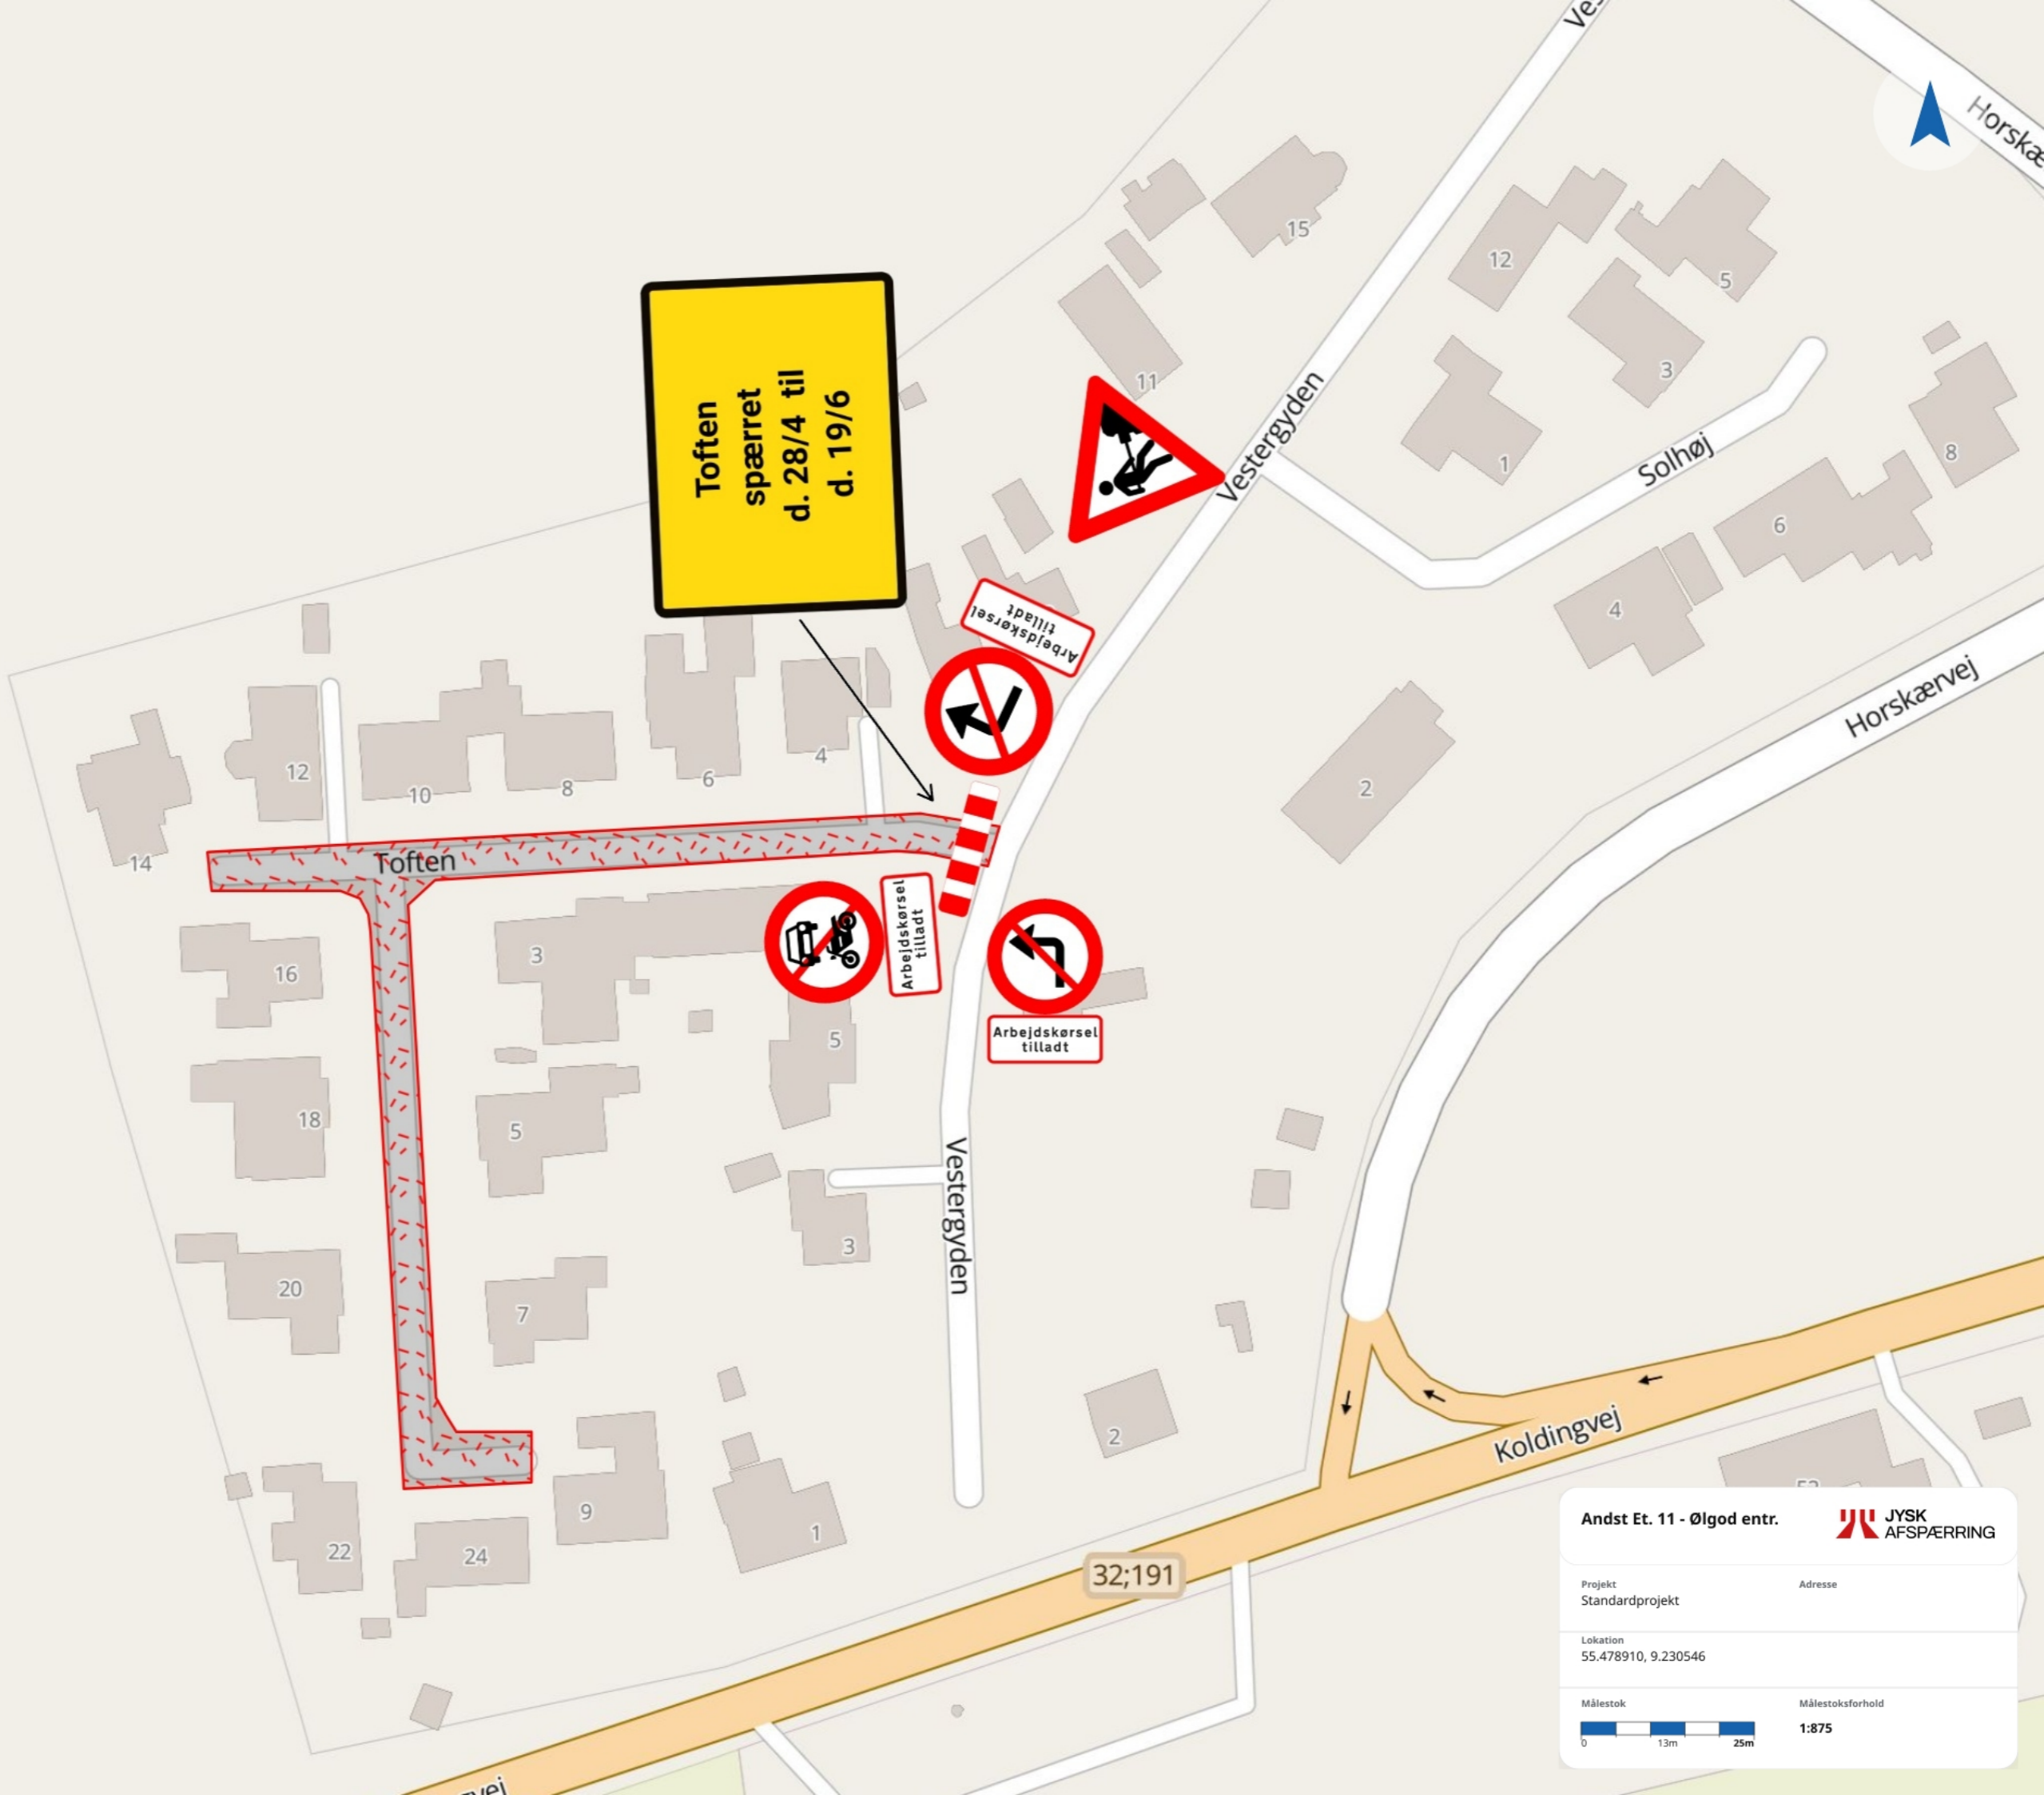 Ves
Horskæ
15
12
5
Toften
spærret
d. 28/4 til
d. 19/6
11
Vestergyden
3
1
Solhøj
8
6
4
Arbejdskørsel
tilladt
Horskærvej
12
10
8
6
4
2
14
Toften
3
16
Arbejdskørsel
tilladt
Arbejdskørsel
tilladt
5
18
5
Vestergyden
3
20
7
2
Koldingvej
9
1
22
24
32;191
vej
Andst Et. 11 - Ølgod entr.
JYSK
AFSPÆRRING
Projekt
Adresse
Standardprojekt
Lokation
55.478910, 9.230546
Målestok
Målestoksforhold
0 13m 25m
1:875